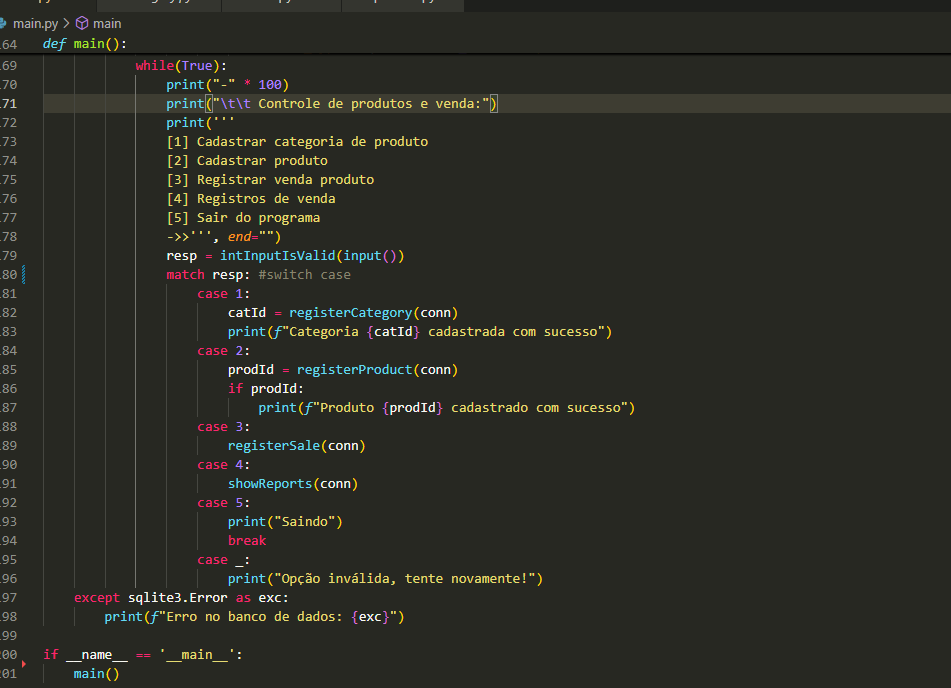 main.py > main
64 def main():
69 while(True):
70 print("-" * 100)
171 print("\t\t Controle de produtos e venda:")
72 print('''
73 [1] Cadastrar categoria de produto
74 [2] Cadastrar produto
75 [3] Registrar venda produto
76 [4] Registros de venda
77 [5] Sair do programa
78 ->>''', end="")
79 resp = intInputIsValid(input())
80 match resp: #switch case
81 case 1:
82 catId = registerCategory(conn)
83 print(f"Categoria {catId} cadastrada com sucesso")
84 case 2:
85 prodId = registerProduct(conn)
86 if prodId:
87 print(f"Produto {prodId} cadastrado com sucesso")
88 case 3:
89 registerSale(conn)
90 case 4:
91 showReports(conn)
92 case 5:
93 print("Saindo")
94 break
95 case _:
96 print("Opção inválida, tente novamente!")
97 except sqlite3.Error as exc:
98 print(f"Erro no banco de dados: {exc}")
99
00 if __name__ == '__main__':
01 main()